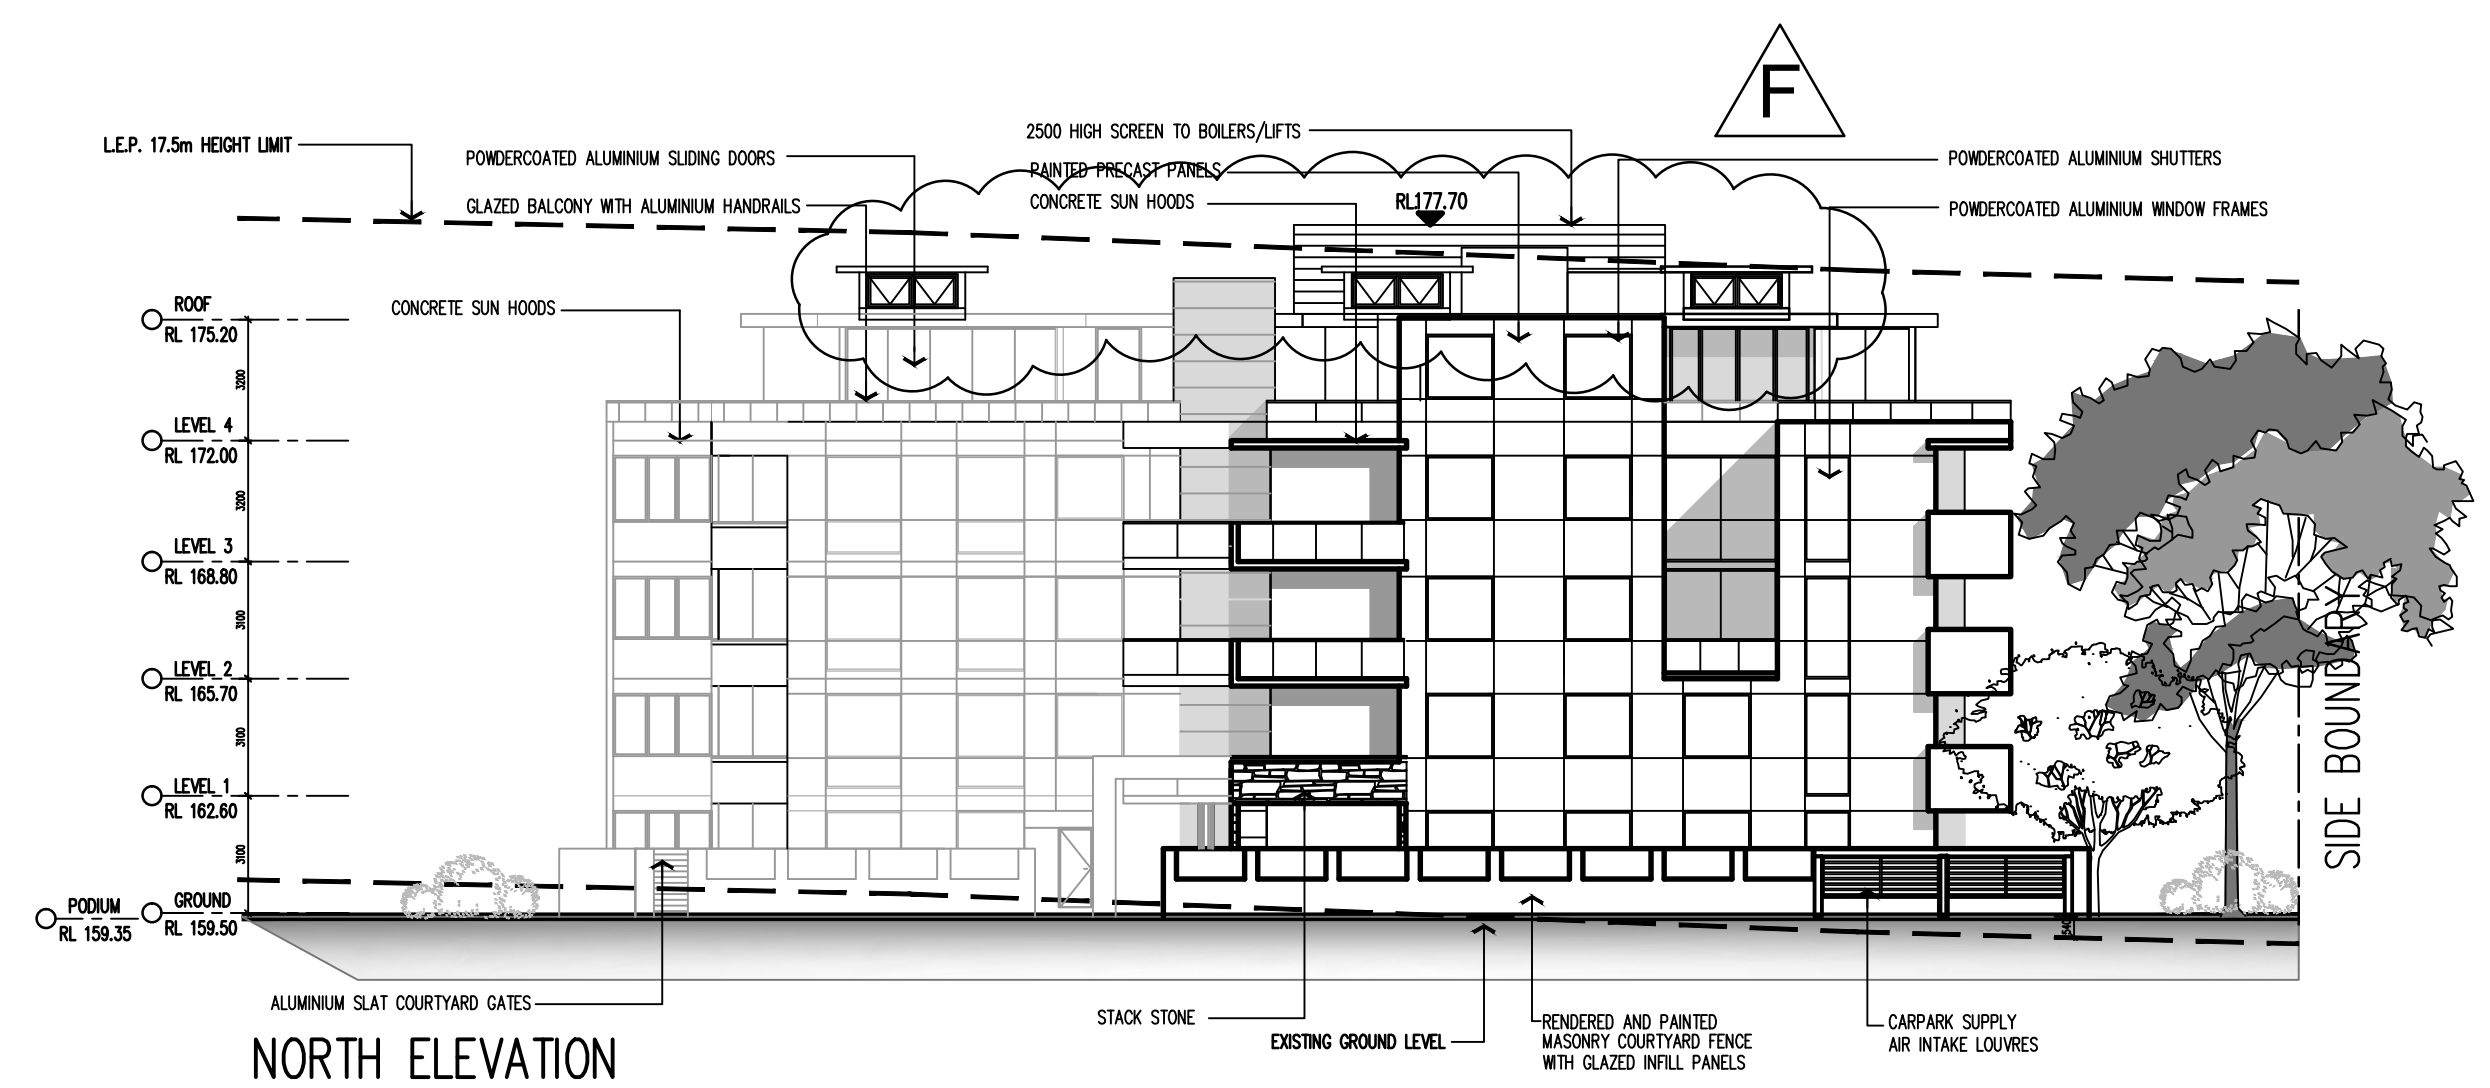 F
L.E.P. 17.5m HEIGHT LIMIT
POWDERCOATED ALUMINIUM SLIDING DOORS
GLAZED BALCONY WITH ALUMINIUM HANDRAILS
2500 HIGH SCREEN TO BOILERS/LIFTS
PAINTED PRECAST PANELS
CONCRETE SUN HOODS
RL177.70
POWDERCOATED ALUMINIUM SHUTTERS
POWDERCOATED ALUMINIUM WINDOW FRAMES
CONCRETE SUN HOODS
ROOF
RL 175.20
3200
LEVEL 4
RL 172.00
3200
LEVEL 3
RL 168.80
3100
LEVEL 2
RL 165.70
3100
LEVEL 1
RL 162.60
3100
GROUND
RL 159.50
PODIUM
RL 159.35
SIDE BOUNDARY
540
ALUMINIUM SLAT COURTYARD GATES
STACK STONE
EXISTING GROUND LEVEL
RENDERED AND PAINTED
MASONRY COURTYARD FENCE
WITH GLAZED INFILL PANELS
CARPARK SUPPLY
AIR INTAKE LOUVRES
NORTH ELEVATION